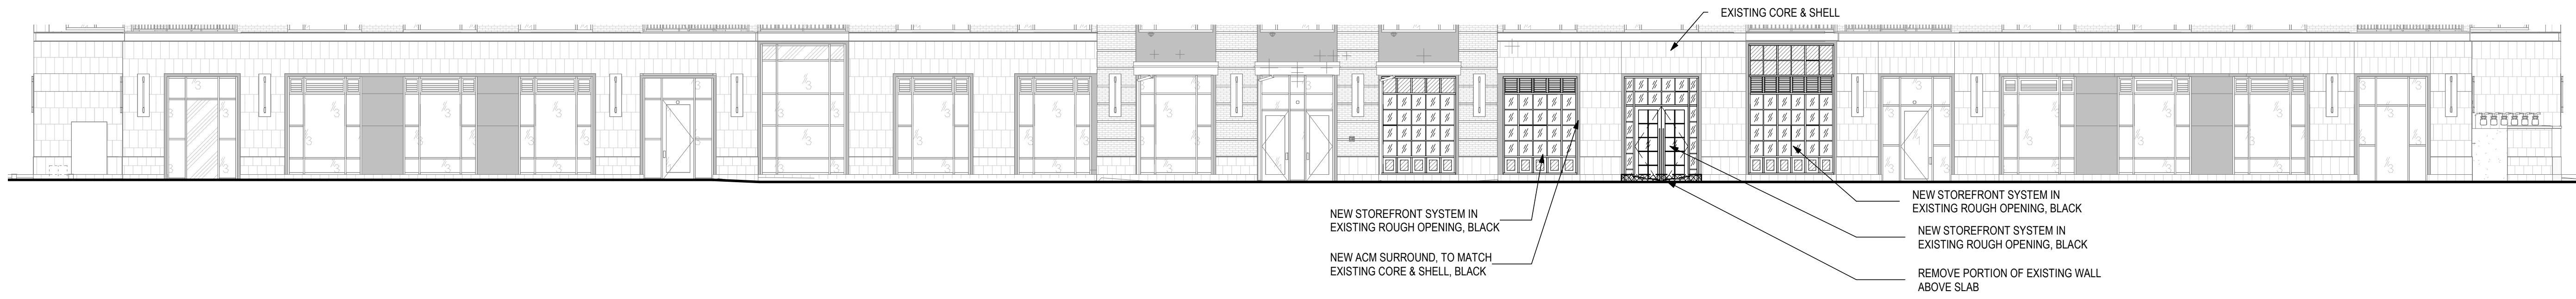 EXISTING CORE & SHELL
NEW STOREFRONT SYSTEM IN
EXISTING ROUGH OPENING, BLACK
NEW ACM SURROUND, TO MATCH
EXISTING CORE & SHELL, BLACK
NEW STOREFRONT SYSTEM IN
EXISTING ROUGH OPENING, BLACK
NEW STOREFRONT SYSTEM IN
EXISTING ROUGH OPENING, BLACK
REMOVE PORTION OF EXISTING WALL
ABOVE SLAB